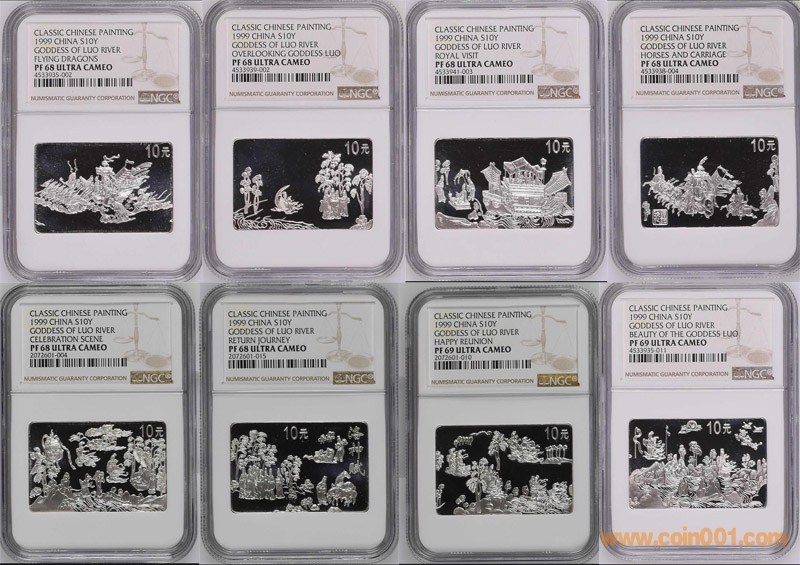 CLASSIC CHINESE PAINTING
1999 CHINA S10Y
GODDESS OF LUO RIVER
FLYING DRAGONS
PF 68 ULTRA CAMEO
4533935-002
NUMISMATIC GUARANTY CORPORATION
NGC
10元
CLASSIC CHINESE PAINTING
1999 CHINA S10Y
GODDESS OF LUO RIVER
OVERLOOKING GODDESS LUO
PF 68 ULTRA CAMEO
4533939-002
NUMISMATIC GUARANTY CORPORATION
NGC
10元
CLASSIC CHINESE PAINTING
1999 CHINA S10Y
GODDESS OF LUO RIVER
ROYAL VISIT
PF 68 ULTRA CAMEO
4533941-003
NUMISMATIC GUARANTY CORPORATION
NGC
10元
CLASSIC CHINESE PAINTING
1999 CHINA S10Y
GODDESS OF LUO RIVER
HORSES AND CARRIAGE
PF 68 ULTRA CAMEO
4533938-004
NUMISMATIC GUARANTY CORPORATION
NGC
10元
CLASSIC CHINESE PAINTING
1999 CHINA S10Y
GODDESS OF LUO RIVER
CELEBRATION SCENE
PF 68 ULTRA CAMEO
2072601-004
NUMISMATIC GUARANTY CORPORATION
NGC
10元
CLASSIC CHINESE PAINTING
1999 CHINA S10Y
GODDESS OF LUO RIVER
RETURN JOURNEY
PF 68 ULTRA CAMEO
2072601-015
NUMISMATIC GUARANTY CORPORATION
NGC
10元
洛神賦
CLASSIC CHINESE PAINTING
1999 CHINA S10Y
GODDESS OF LUO RIVER
HAPPY REUNION
PF 69 ULTRA CAMEO
2072601-010
NUMISMATIC GUARANTY CORPORATION
NGC
10元
CLASSIC CHINESE PAINTING
1999 CHINA S10Y
GODDESS OF LUO RIVER
BEAUTY OF THE GODDESS LUO
PF 69 ULTRA CAMEO
4533935-011
NUMISMATIC GUARANTY CORPORATION
NGC
10元
www.coin001.com